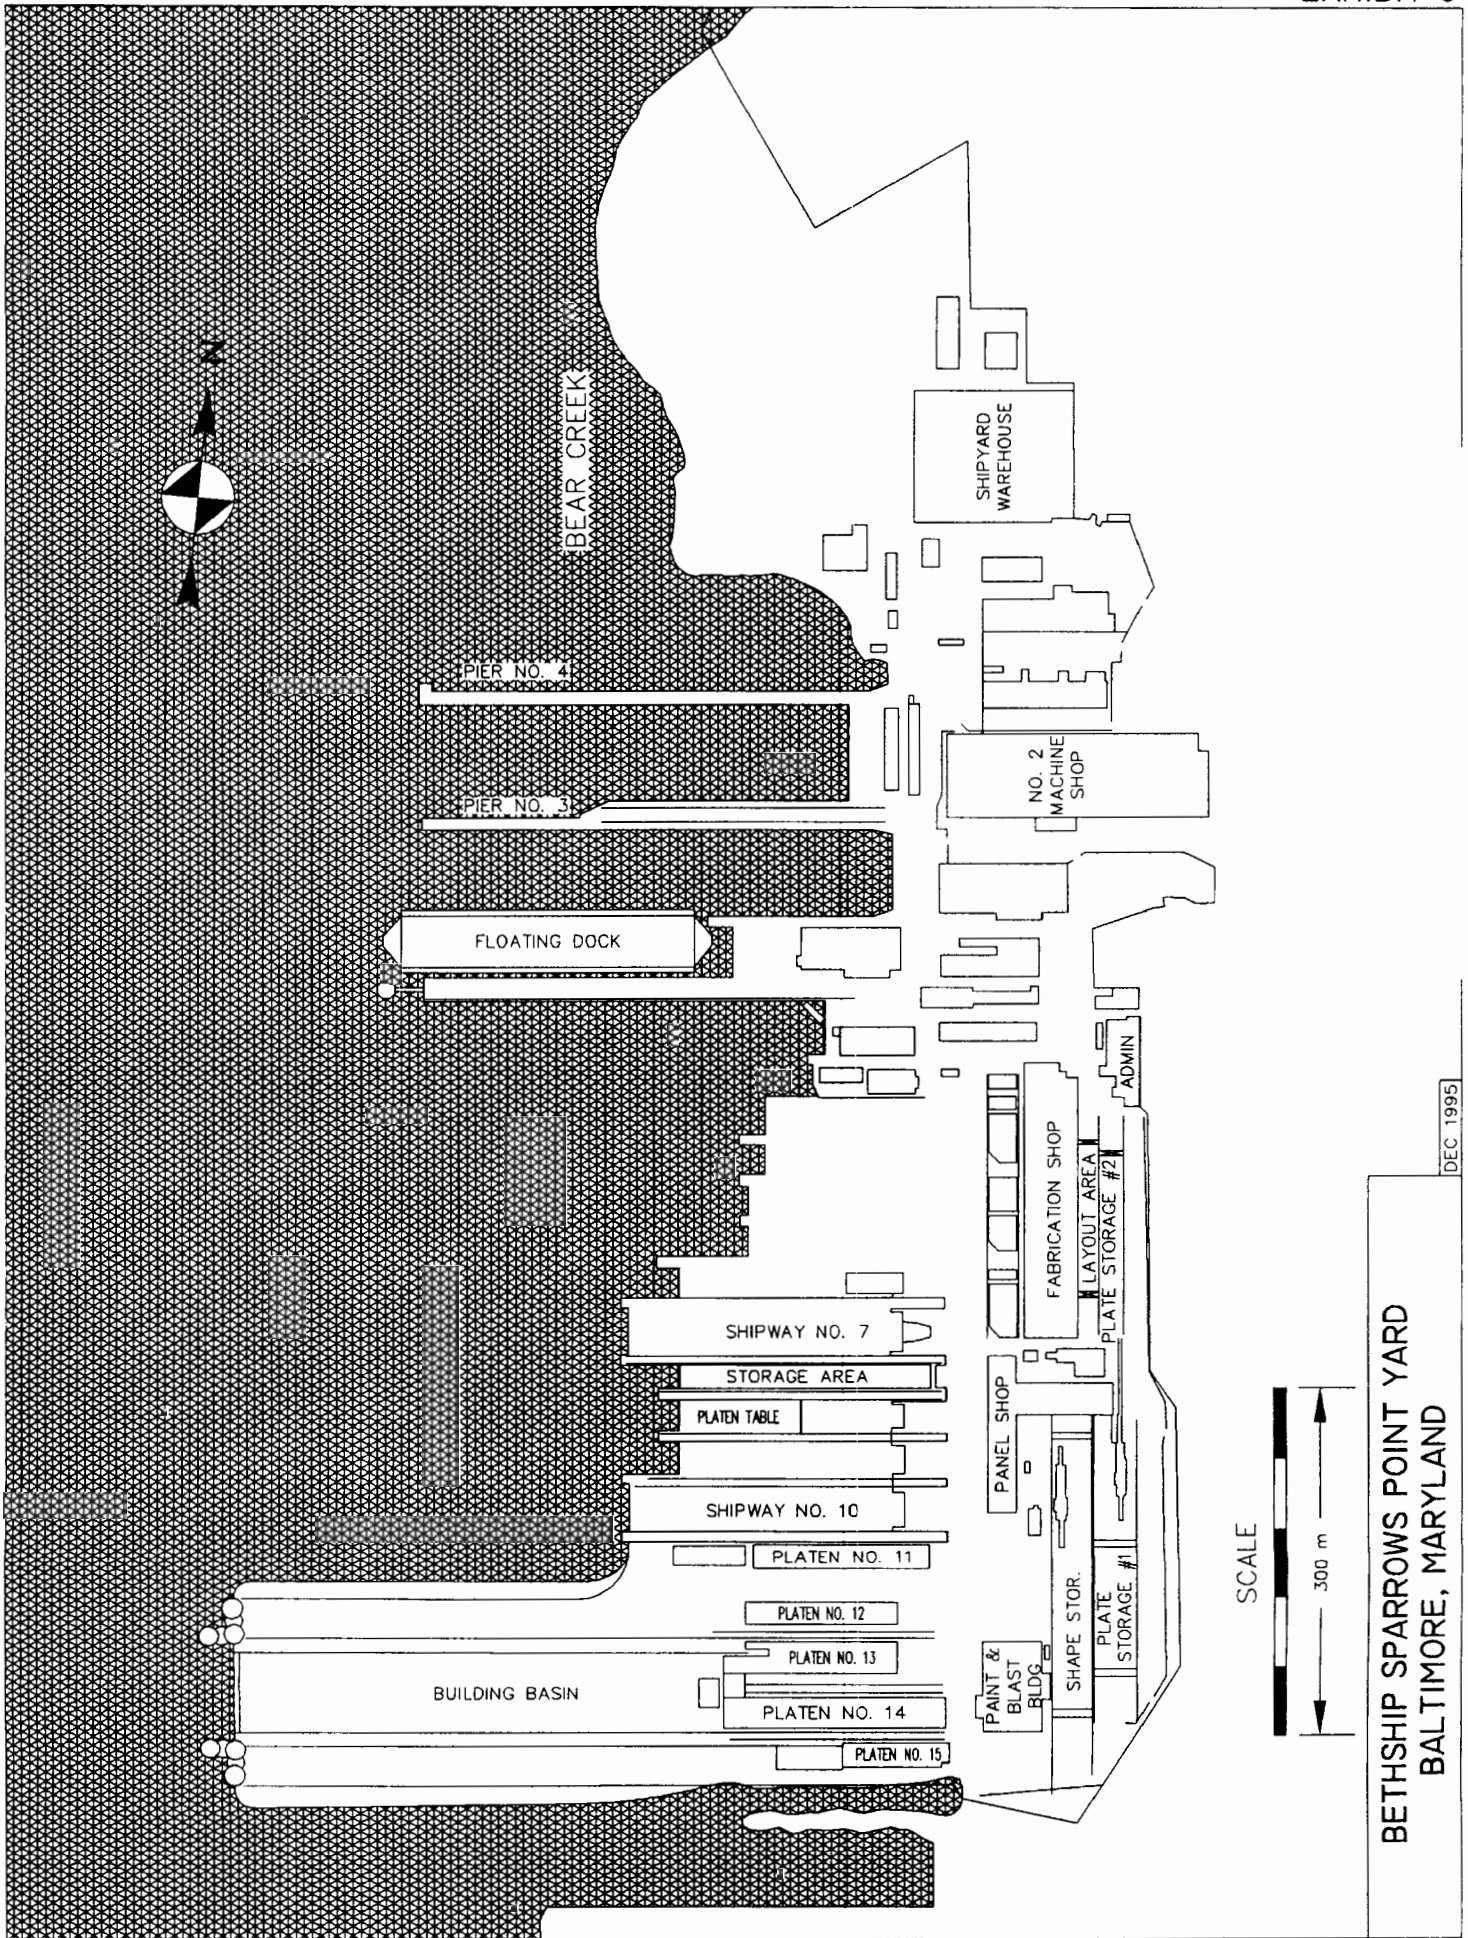 N
BEAR CREEK
PIER NO. 4
PIER NO. 3
FLOATING DOCK
SHIPYARD
WAREHOUSE
NO. 2
MACHINE
SHOP
ADMIN
FABRICATION SHOP
LAYOUT AREA
PLATE STORAGE #2
SHIPWAY NO. 7
STORAGE AREA
PLATEN TABLE
PANEL SHOP
SHIPWAY NO. 10
PLATEN NO. 11
PLATEN NO. 12
PLATEN NO. 13
BUILDING BASIN
PLATEN NO. 14
PLATEN NO. 15
PAINT &
BLAST
BLDG
SHAPE STOR.
PLATE
STORAGE #1
SCALE
300 m
DEC 1995
BETHSHIP SPARROWS POINT YARD
BALTIMORE, MARYLAND